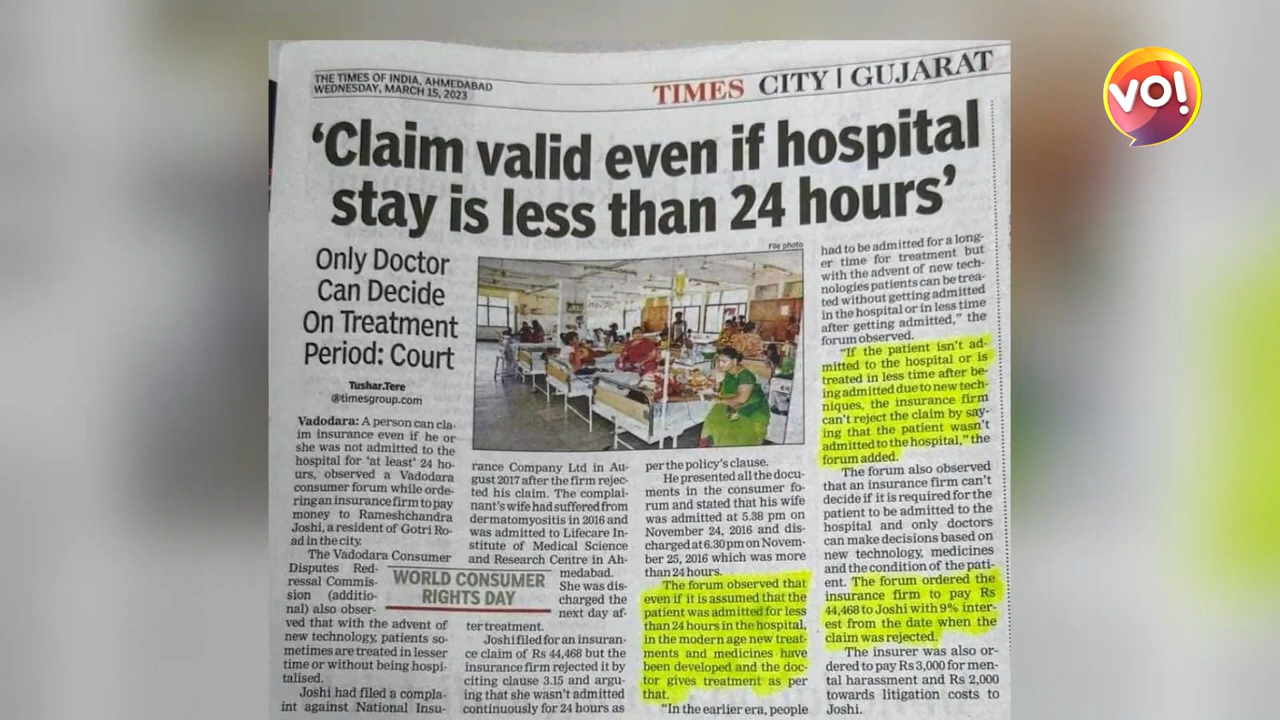 THE TIMES OF INDIA, AHMEDABAD
WEDNESDAY, MARCH 15, 2023
TIMES CITY | GUJARAT
VO!
‘Claim valid even if hospital
stay is less than 24 hours’
Only Doctor
Can Decide
On Treatment
Period: Court
Tushar.Tere
@timesgroup.com
Vadodara: A person can cla-
im insurance even if he or
she was not admitted to the
hospital for 'at least' 24 ho-
urs, observed a Vadodara
consumer forum while orde-
ring an insurance firm to pay
money to Rameshchandra
Joshi, a resident of Gotri Ro-
ad in the city.
The Vadodara Consumer
Disputes Red-
ressal Commis-
sion (additio-
nal) also obser-
ved that with the advent of
new technology, patients so-
metimes are treated in lesser
time or without being hospi-
talised.
Joshi had filed a compla-
int against National Insu-
File photo
rance Company Ltd in Au-
gust 2017 after the firm rejec-
ted his claim. The complai-
nant's wife had suffered from
dermatomyositis in 2016 and
was admitted to Lifecare In-
stitute of Medical Science
and Research Centre in Ah-
medabad.
She was dis-
charged the
next day af-
ter treatment.
WORLD CONSUMER
RIGHTS DAY
Joshi filed for an insuran-
ce claim of Rs 44,468 but the
insurance firm rejected it by
citing clause 3.15 and argu-
ing that she wasn't admitted
continuously for 24 hours as
per the policy's clause.
He presented all the docu-
ments in the consumer fo-
rum and stated that his wife
was admitted at 5.38 pm on
November 24, 2016 and dis-
charged at 6.30 pm on Novem-
ber 25, 2016 which was more
than 24 hours.
The forum observed that
even if it is assumed that the
patient was admitted for less
than 24 hours in the hospital,
in the modern age new treat-
ments and medicines have
been developed and the doc-
tor gives treatment as per
that.
"In the earlier era, people
had to be admitted for a long-
er time for treatment but
with the advent of new tech-
nologies patients can be trea-
ted without getting admitted
in the hospital or in less time
after getting admitted," the
forum observed.
"If the patient isn't ad-
mitted to the hospital or is
treated in less time after be-
ing admitted due to new tech-
niques, the insurance firm
can't reject the claim by say-
ing that the patient wasn't
admitted to the hospital," the
forum added.
The forum also observed
that an insurance firm can't
decide if it is required for the
patient to be admitted to the
hospital and only doctors
can make decisions based on
new technology, medicines
and the condition of the pati-
ent. The forum ordered the
insurance firm to pay Rs
44,468 to Joshi with 9% inter-
est from the date when the
claim was rejected.
The insurer was also or-
dered to pay Rs 3,000 for men-
tal harassment and Rs 2,000
towards litigation costs to
Joshi.